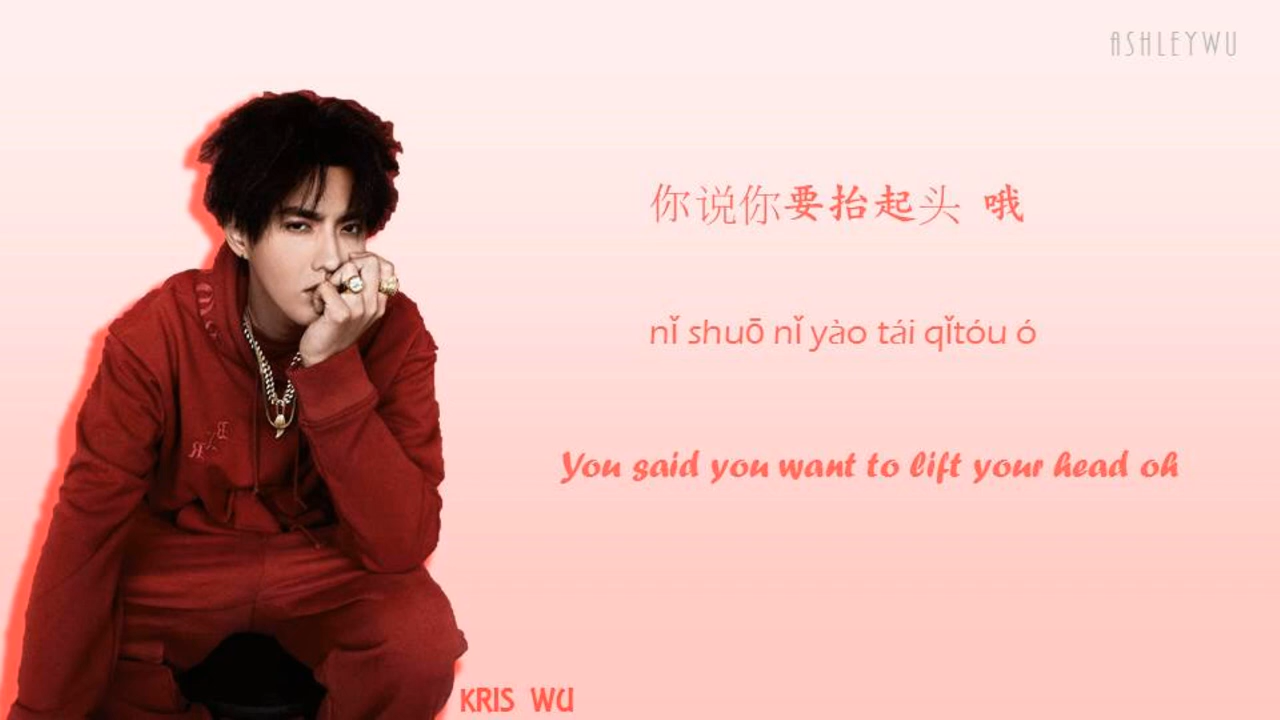 ASHLEYWU
你说你要抬起头 哦
nǐ shuō nǐ yào tái qǐtóu ó
You said you want to lift your head oh
KRIS WU